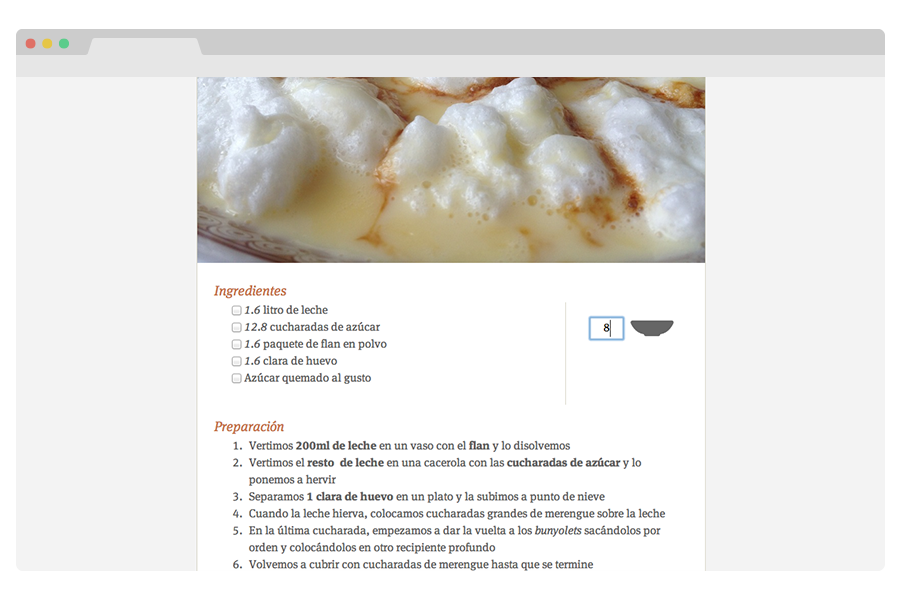 Ingredientes
1.6 litro de leche
12.8 cucharadas de azúcar
1.6 paquete de flan en polvo
1.6 clara de huevo
Azúcar quemado al gusto
8
Preparación
1. Vertimos 200ml de leche en un vaso con el flan y lo disolvemos
2. Vertimos el resto de leche en una cacerola con las cucharadas de azúcar y lo
ponemos a hervir
3. Separamos 1 clara de huevo en un plato y la subimos a punto de nieve
4. Cuando la leche hierva, colocamos cucharadas grandes de merengue sobre la leche
5. En la última cucharada, empezamos a dar la vuelta a los bunyolets sacándolos por
orden y colocándolos en otro recipiente profundo
6. Volvemos a cubrir con cucharadas de merengue hasta que se termine